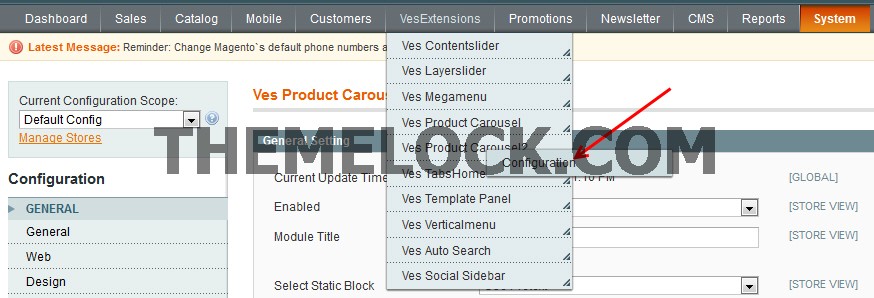 Dashboard Sales Catalog Mobile Customers VesExtensions Promotions Newsletter CMS Reports System
Latest Message: Reminder: Change Magento`s default phone numbers a
Current Configuration Scope:
Default Config
Manage Stores
Configuration
GENERAL
General
Web
Design
Ves Contentslider
Ves Layerslider
Ves Megamenu
Ves Product Carousel
Ves Product Carousel2
Configuration
Ves TabsHome
Ves Template Panel
Ves Verticalmenu
Ves Auto Search
Ves Social Sidebar
Ves Product Carous
General Setting
Current Update Time PM [GLOBAL]
Enabled [STORE VIEW]
Module Title [STORE VIEW]
Select Static Block [STORE VIEW]
THEMELOCK.COM